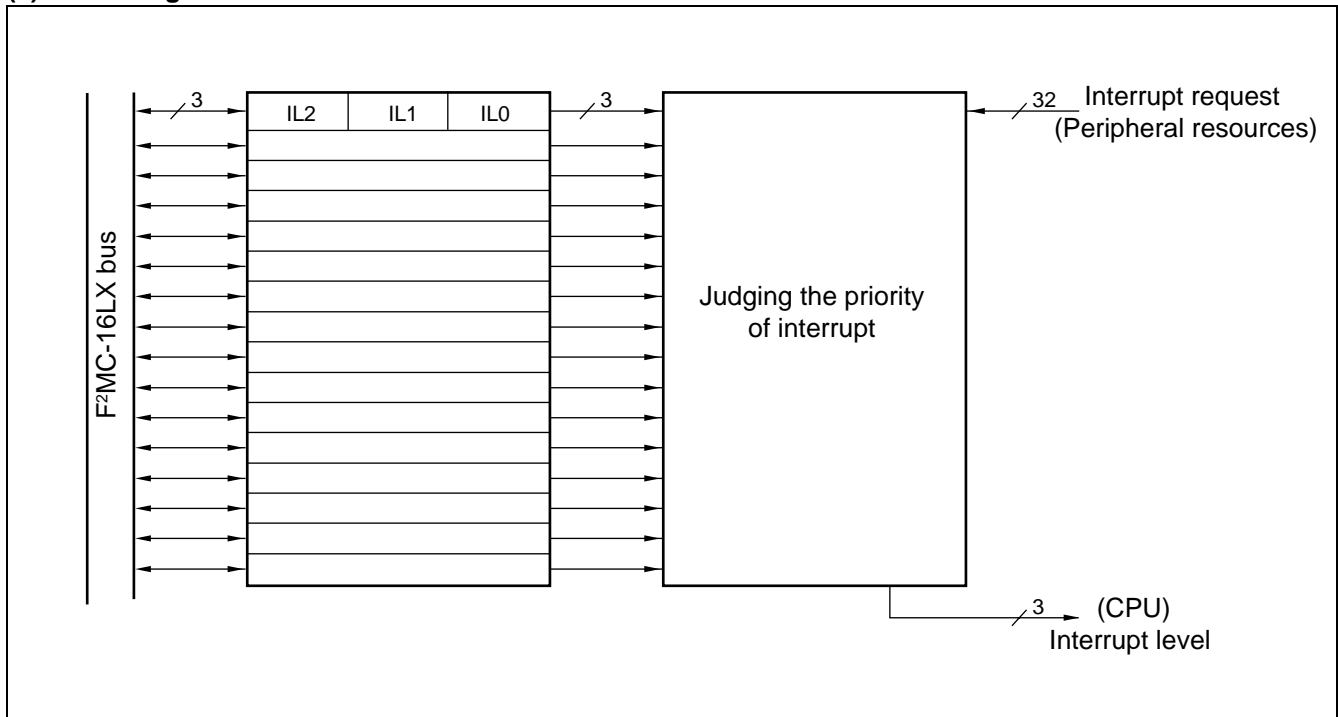 3
IL2
IL1
IL0
3
32
Interrupt request
(Peripheral resources)
F²MC-16LX bus
Judging the priority
of interrupt
3
(CPU)
Interrupt level